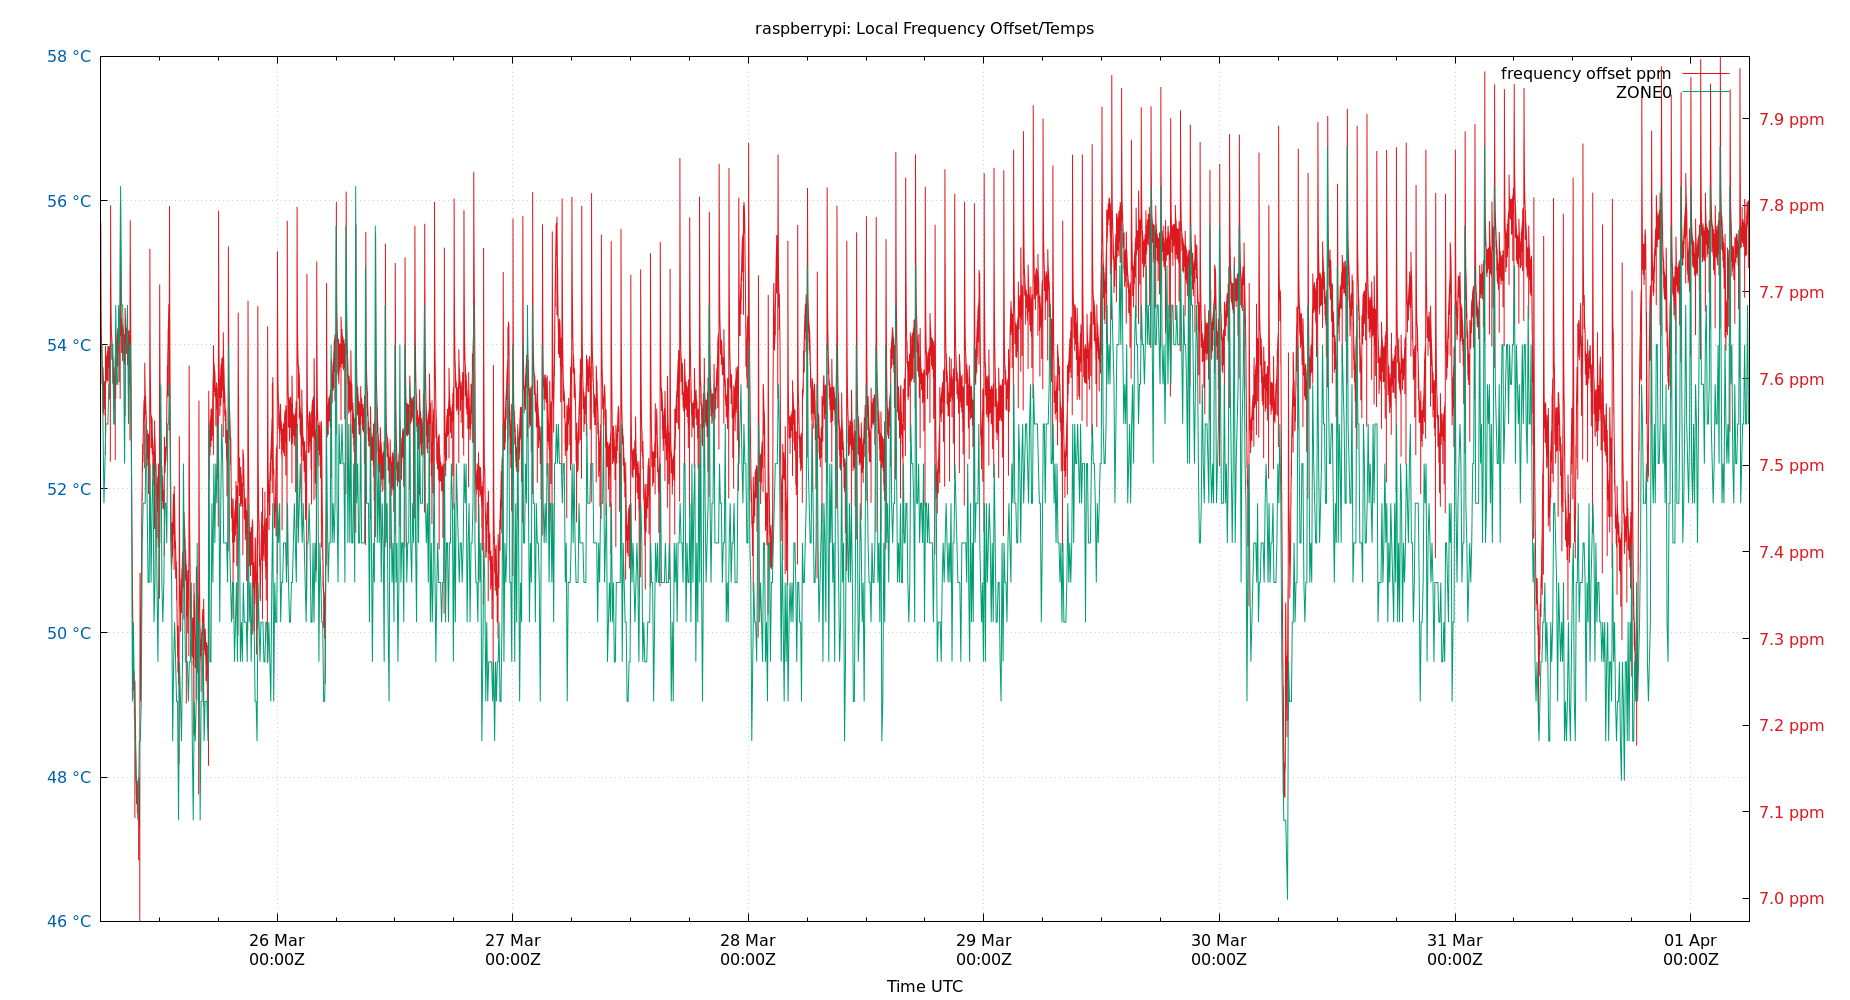 raspberrypi: Local Frequency Offset/Temps
58 °C
56 °C
54 °C
52 °C
50 °C
48 °C
46 °C
frequency offset ppm
ZONE0
7.9 ppm
7.8 ppm
7.7 ppm
7.6 ppm
7.5 ppm
7.4 ppm
7.3 ppm
7.2 ppm
7.1 ppm
7.0 ppm
26 Mar
00:00Z
27 Mar
00:00Z
28 Mar
00:00Z
29 Mar
00:00Z
30 Mar
00:00Z
31 Mar
00:00Z
01 Apr
00:00Z
Time UTC